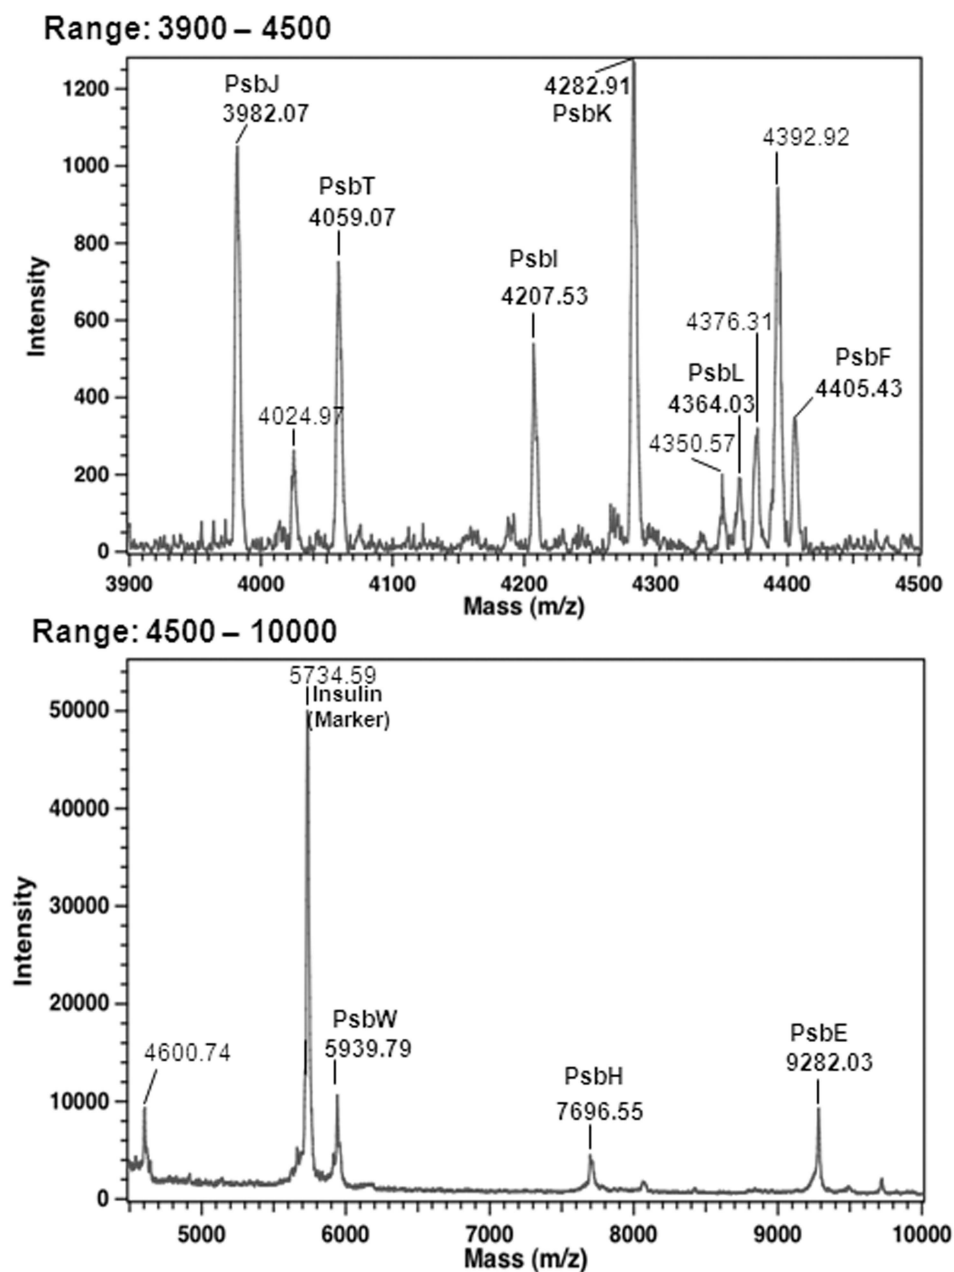 Range: 3900 – 4500
PsbJ
3982.07
PsbT
4059.07
4024.97
PsbI
4207.53
4282.91
PsbK
4392.92
4376.31
PsbL
4364.03
4350.57
PsbF
4405.43
Intensity
1200
1000
800
600
400
200
0
3900 4000 4100 4200 4300 4400 4500
Mass (m/z)
Range: 4500 – 10000
5734.59
Insulin
(Marker)
4600.74
PsbW
5939.79
PsbH
7696.55
PsbE
9282.03
Intensity
50000
40000
30000
20000
10000
0
5000 6000 7000 8000 9000 10000
Mass (m/z)